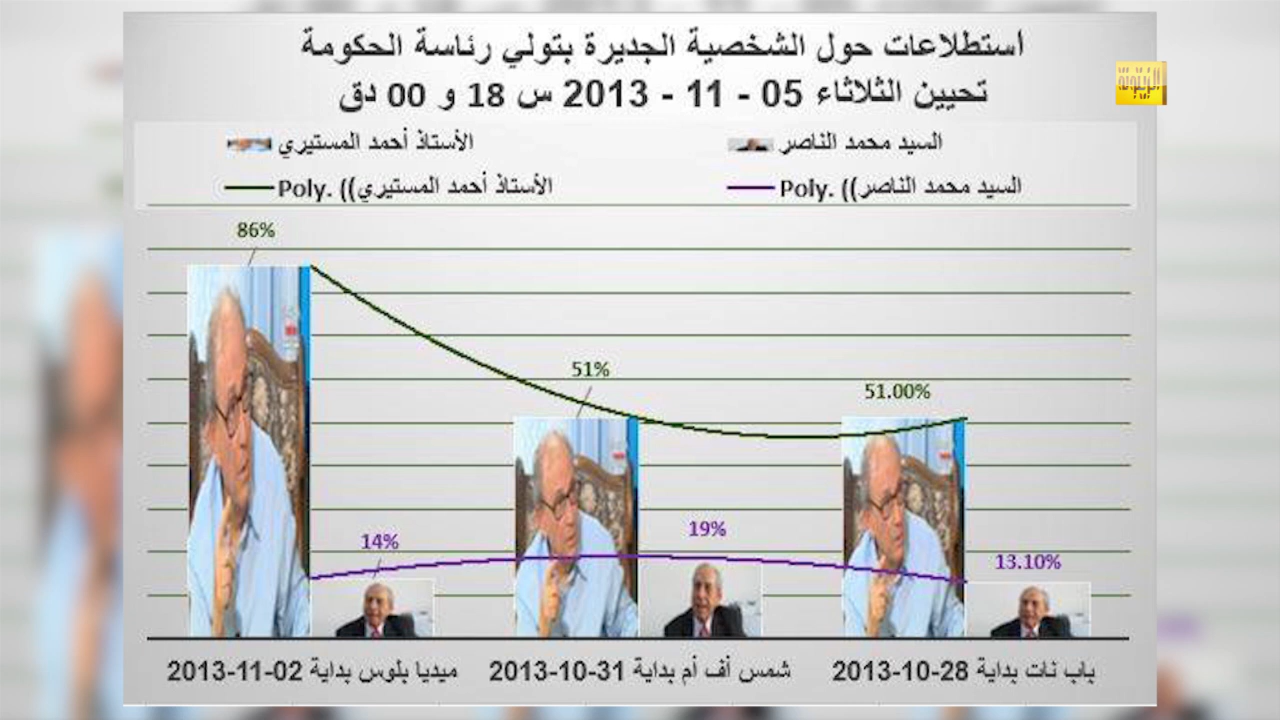 استطلاعات حول الشخصية الجديرة بتولي رئاسة الحكومة
تحيين الثلاثاء 05 - 11 - 2013 س 18 و 00 دق
السيد محمد الناصر
الأستاذ أحمد المستيري
Poly. ((السيد محمد الناصر
Poly. ((الأستاذ أحمد المستيري
86%
51%
51.00%
14%
19%
13.10%
باب نات بداية 28-10-2013
شمس أف أم بداية 31-10-2013
ميديا بلوس بداية 02-11-2013